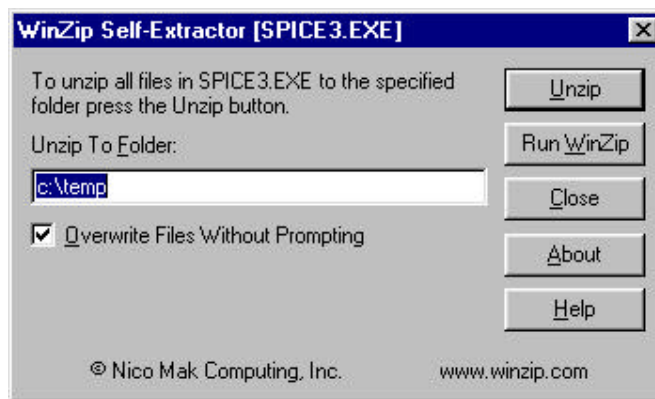 WinZip Self-Extractor [SPICE3.EXE]
To unzip all files in SPICE3.EXE to the specified
folder press the Unzip button.
Unzip To Folder:
c:\temp
Overwrite Files Without Prompting
Unzip
Run WinZip
Close
About
Help
© Nico Mak Computing, Inc.
www.winzip.com